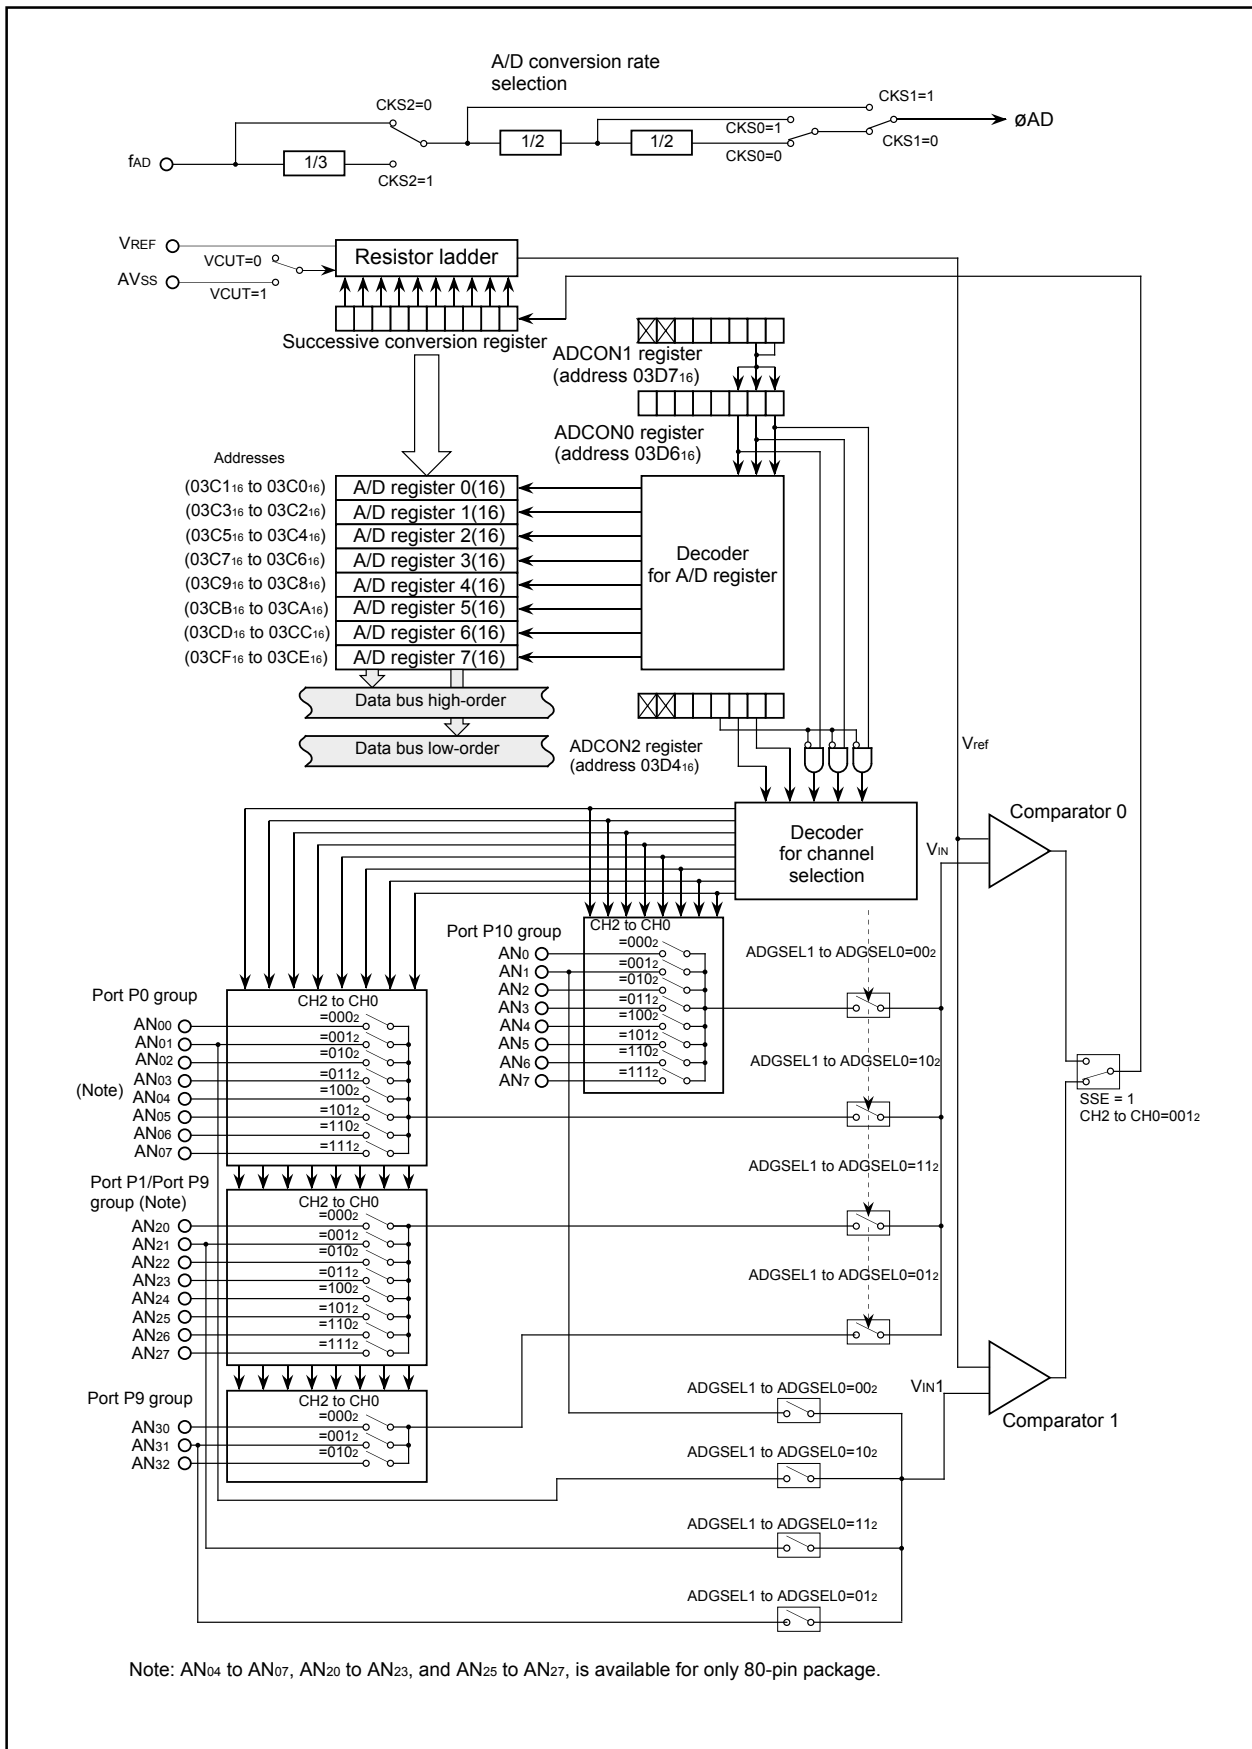 A/D conversion rate
selection
CKS2=0
CKS1=1
CKS0=1
øAD
fAD
1/3
1/2
1/2
CKS0=0
CKS1=0
CKS2=1
VREF
VCUT=0
Resistor ladder
AVSS
VCUT=1
Successive conversion register
ADCON1 register
(address 03D716)
ADCON0 register
(address 03D616)
Addresses
(03C116 to 03C016)
A/D register 0(16)
(03C316 to 03C216)
A/D register 1(16)
(03C516 to 03C416)
A/D register 2(16)
(03C716 to 03C616)
A/D register 3(16)
(03C916 to 03C816)
A/D register 4(16)
(03CB16 to 03CA16)
A/D register 5(16)
(03CD16 to 03CC16)
A/D register 6(16)
(03CF16 to 03CE16)
A/D register 7(16)
Decoder
for A/D register
Data bus high-order
Data bus low-order
ADCON2 register
(address 03D416)
Vref
Decoder
for channel
selection
VIN
Comparator 0
Port P10 group
CH2 to CH0
AN0
=0002
AN1
=0012
AN2
=0102
AN3
=0112
AN4
=1002
AN5
=1012
AN6
=1102
AN7
=1112
ADGSEL1 to ADGSEL0=002
ADGSEL1 to ADGSEL0=102
ADGSEL1 to ADGSEL0=112
ADGSEL1 to ADGSEL0=012
SSE = 1
CH2 to CH0=0012
Port P0 group
CH2 to CH0
AN00
=0002
AN01
=0012
AN02
=0102
AN03
=0112
(Note)
AN04
=1002
AN05
=1012
AN06
=1102
AN07
=1112
Port P1/Port P9
group (Note)
CH2 to CH0
AN20
=0002
AN21
=0012
AN22
=0102
AN23
=0112
AN24
=1002
AN25
=1012
AN26
=1102
AN27
=1112
Port P9 group
CH2 to CH0
AN30
=0002
AN31
=0012
AN32
=0102
ADGSEL1 to ADGSEL0=002
VIN1
Comparator 1
ADGSEL1 to ADGSEL0=102
ADGSEL1 to ADGSEL0=112
ADGSEL1 to ADGSEL0=012
Note: AN04 to AN07, AN20 to AN23, and AN25 to AN27, is available for only 80-pin package.